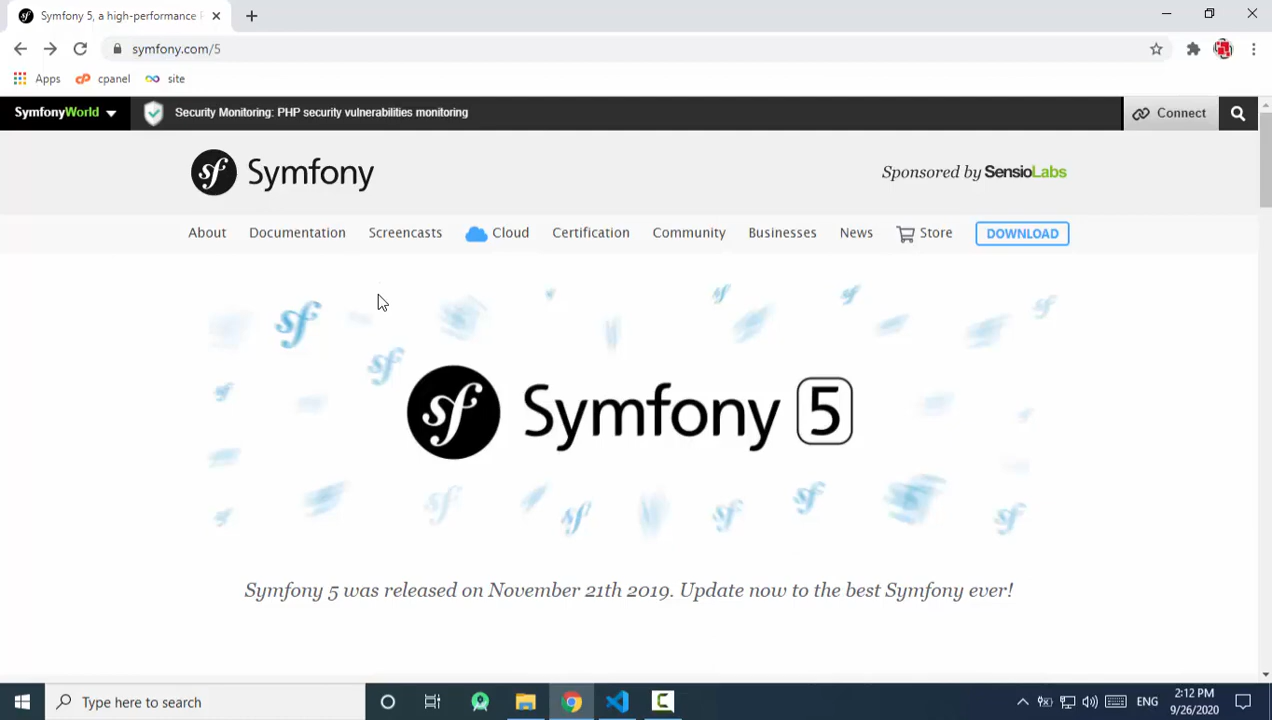 Symfony 5, a high-performance
symfony.com/5
Apps cpanel site
SymfonyWorld Security Monitoring: PHP security vulnerabilities monitoring Connect
sf Symfony Sponsored by SensioLabs
About Documentation Screencasts Cloud Certification Community Businesses News Store DOWNLOAD
sf Symfony 5
Symfony 5 was released on November 21th 2019. Update now to the best Symfony ever!
Type here to search ENG 2:12 PM
9/26/2020